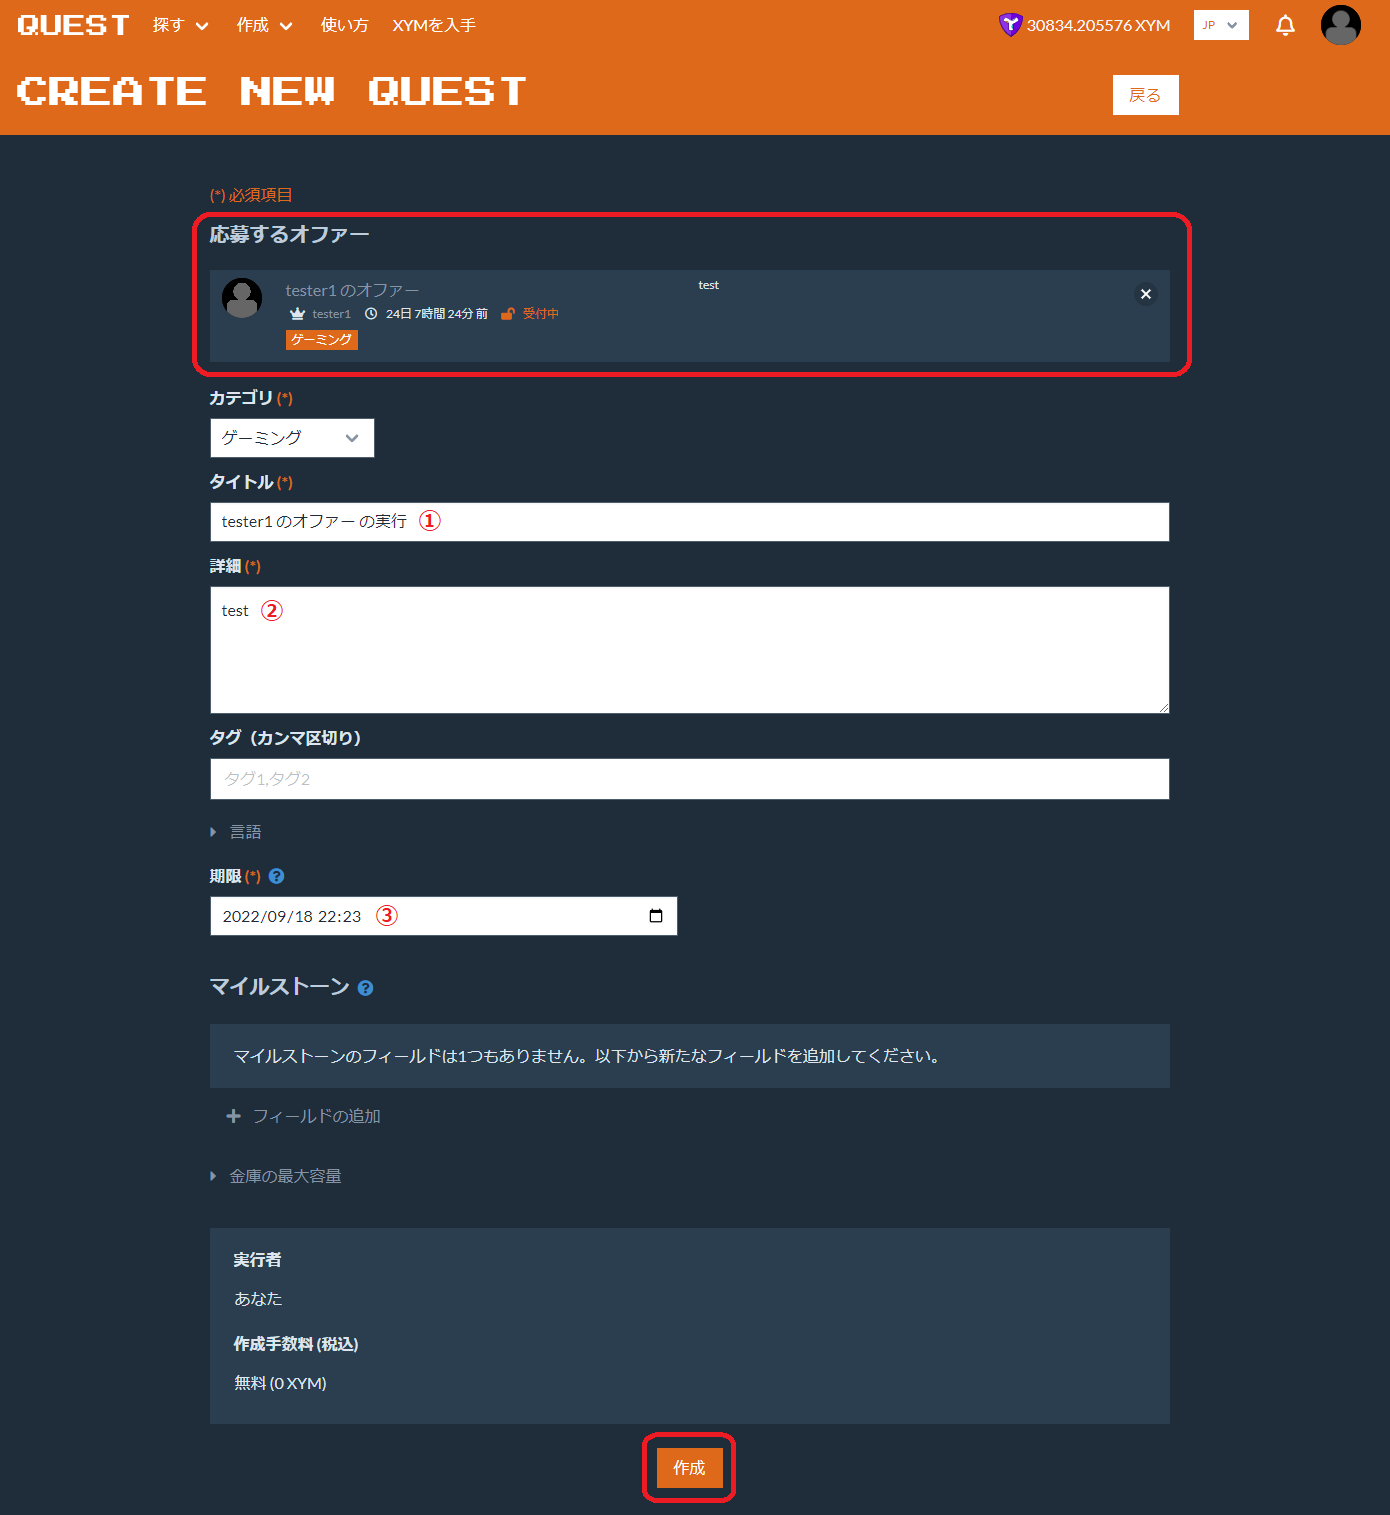 QUEST 探す 作成 使い方 XYMを入手 30834.205576 XYM JP
CREATE NEW QUEST 戻る
(*) 必須項目
応募するオファー
tester1 のオファー test
tester1 24日 7時間 24分 前 受付中
ゲーミング
カテゴリ (*)
ゲーミング
タイトル (*)
tester1 のオファー の実行 ①
詳細 (*)
test ②
タグ（カンマ区切り）
タグ1,タグ2
言語
期限 (*) ?
2022/09/18 22:23 ③
マイルストーン ?
マイルストーンのフィールドは1つもありません。以下から新たなフィールドを追加してください。
フィールドの追加
金庫の最大容量
実行者
あなた
作成手数料 (税込)
無料 (0 XYM)
作成